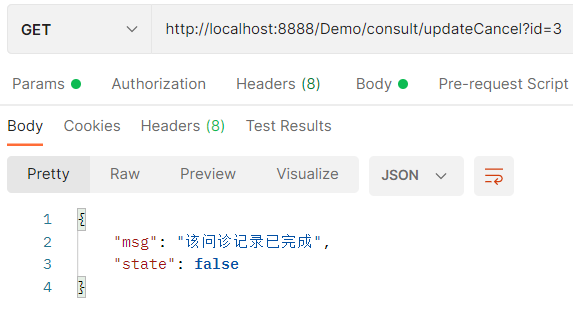 GET http://localhost:8888/Demo/consult/updateCancel?id=3
Params Authorization Headers (8) Body Pre-request Script
Body Cookies Headers (8) Test Results
Pretty Raw Preview Visualize JSON
1 {
2 "msg": "该问诊记录已完成",
3 "state": false
4 }